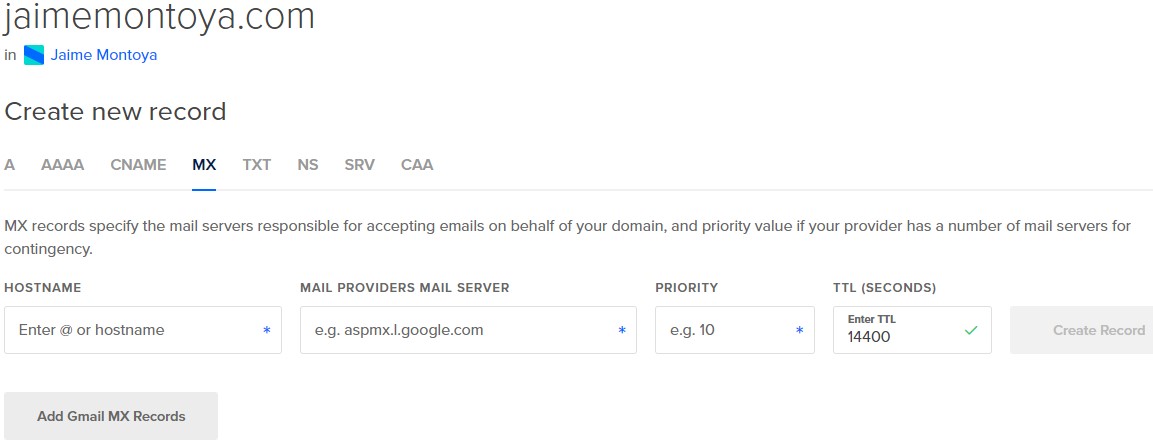 jaimemontoya.com
in Jaime Montoya
Create new record
A AAAA CNAME MX TXT NS SRV CAA
MX records specify the mail servers responsible for accepting emails on behalf of your domain, and priority value if your provider has a number of mail servers for
contingency.
HOSTNAME MAIL PROVIDERS MAIL SERVER PRIORITY TTL (SECONDS)
Enter TTL
Enter @ or hostname * e.g. aspmx.l.google.com * e.g. 10 * 14400 Create Record
Add Gmail MX Records